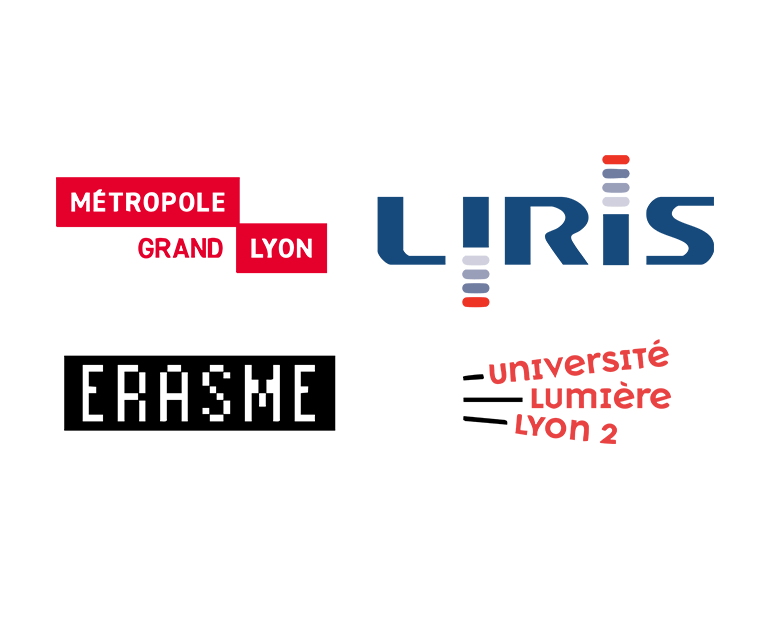 MÉTROPOLE
GRAND LYON
LIRIS
ERASME
université
Lumière
Lyon 2